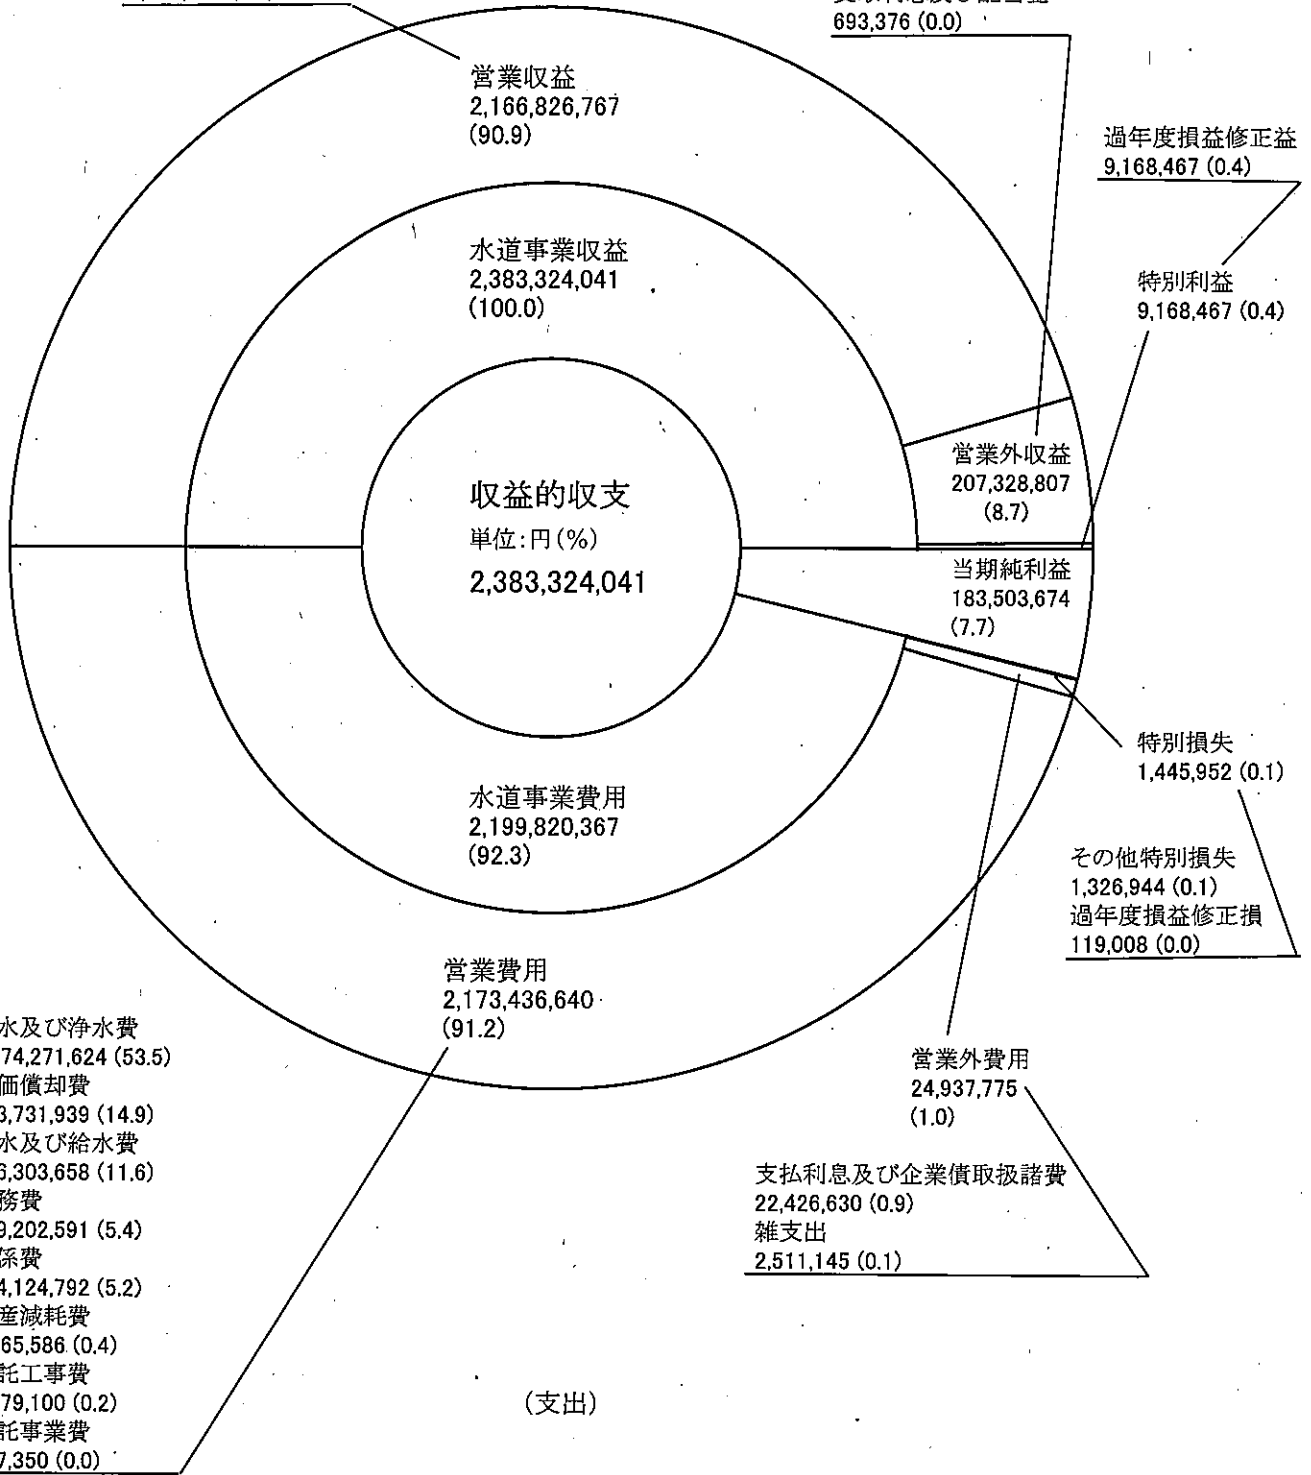 693,376 (0.0)
営業収益
2,166,826,767
(90.9)
過年度損益修正益
9,168,467 (0.4)
水道事業収益
2,383,324,041
(100.0)
特別利益
9,168,467 (0.4)
営業外収益
207,328,807
(8.7)
収益的収支
単位:円(%)
2,383,324,041
当期純利益
183,503,674
(7.7)
特別損失
1,445,952 (0.1)
水道事業費用
2,199,820,367
(92.3)
その他特別損失
1,326,944 (0.1)
過年度損益修正損
119,008 (0.0)
営業費用
2,173,436,640
(91.2)
水及び浄水費
74,271,624 (53.5)
価償却費
3,731,939 (14.9)
水及び給水費
6,303,658 (11.6)
務費
9,202,591 (5.4)
係費
4,124,792 (5.2)
産減耗費
65,586 (0.4)
託工事費
79,100 (0.2)
託事業費
7,350 (0.0)
営業外費用
24,937,775
(1.0)
支払利息及び企業債取扱諸費
22,426,630 (0.9)
雑支出
2,511,145 (0.1)
(支出)